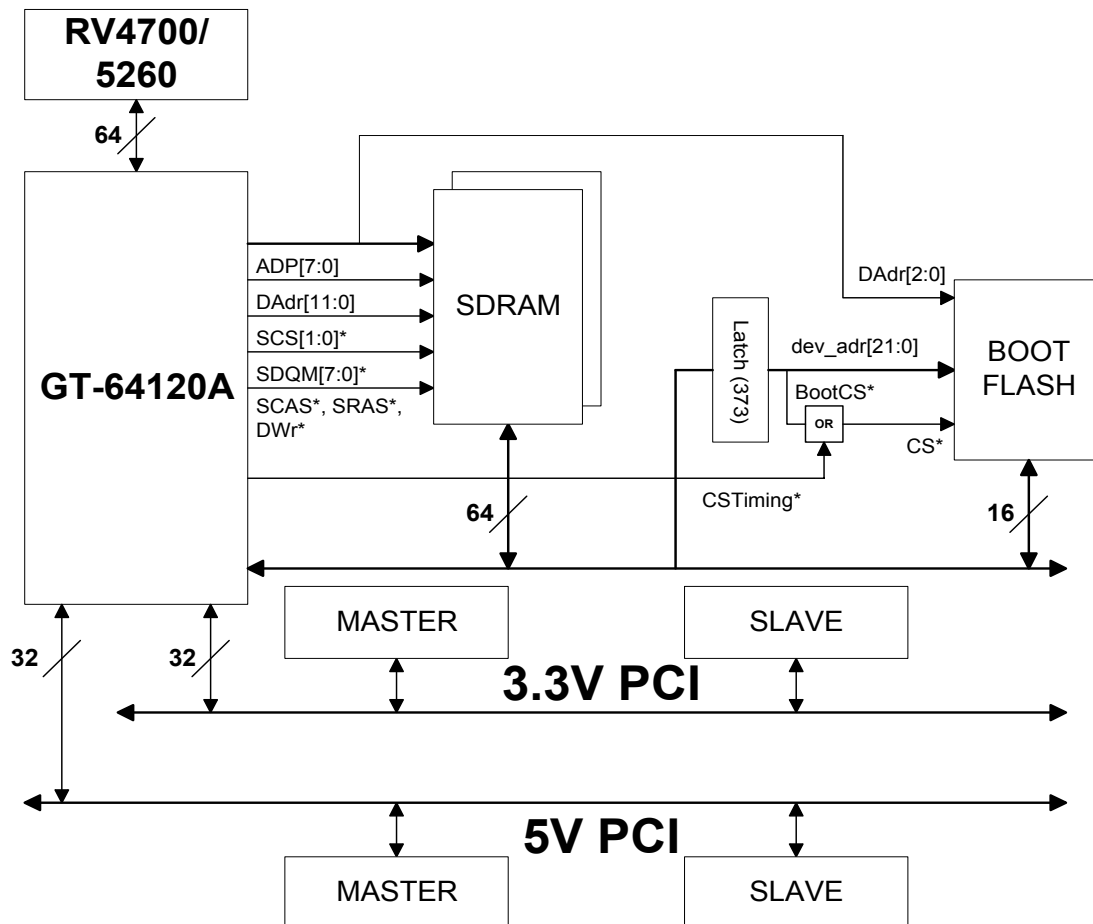 RV4700/
5260
64
GT-64120A
ADP[7:0]
DAdr[11:0]
SCS[1:0]*
SDQM[7:0]*
SCAS*, SRAS*,
DWr*
SDRAM
64
DAdr[2:0]
Latch (373)
dev_adr[21:0]
BootCS*
OR
CS*
CSTiming*
BOOT
FLASH
16
32
32
MASTER
SLAVE
3.3V PCI
5V PCI
MASTER
SLAVE